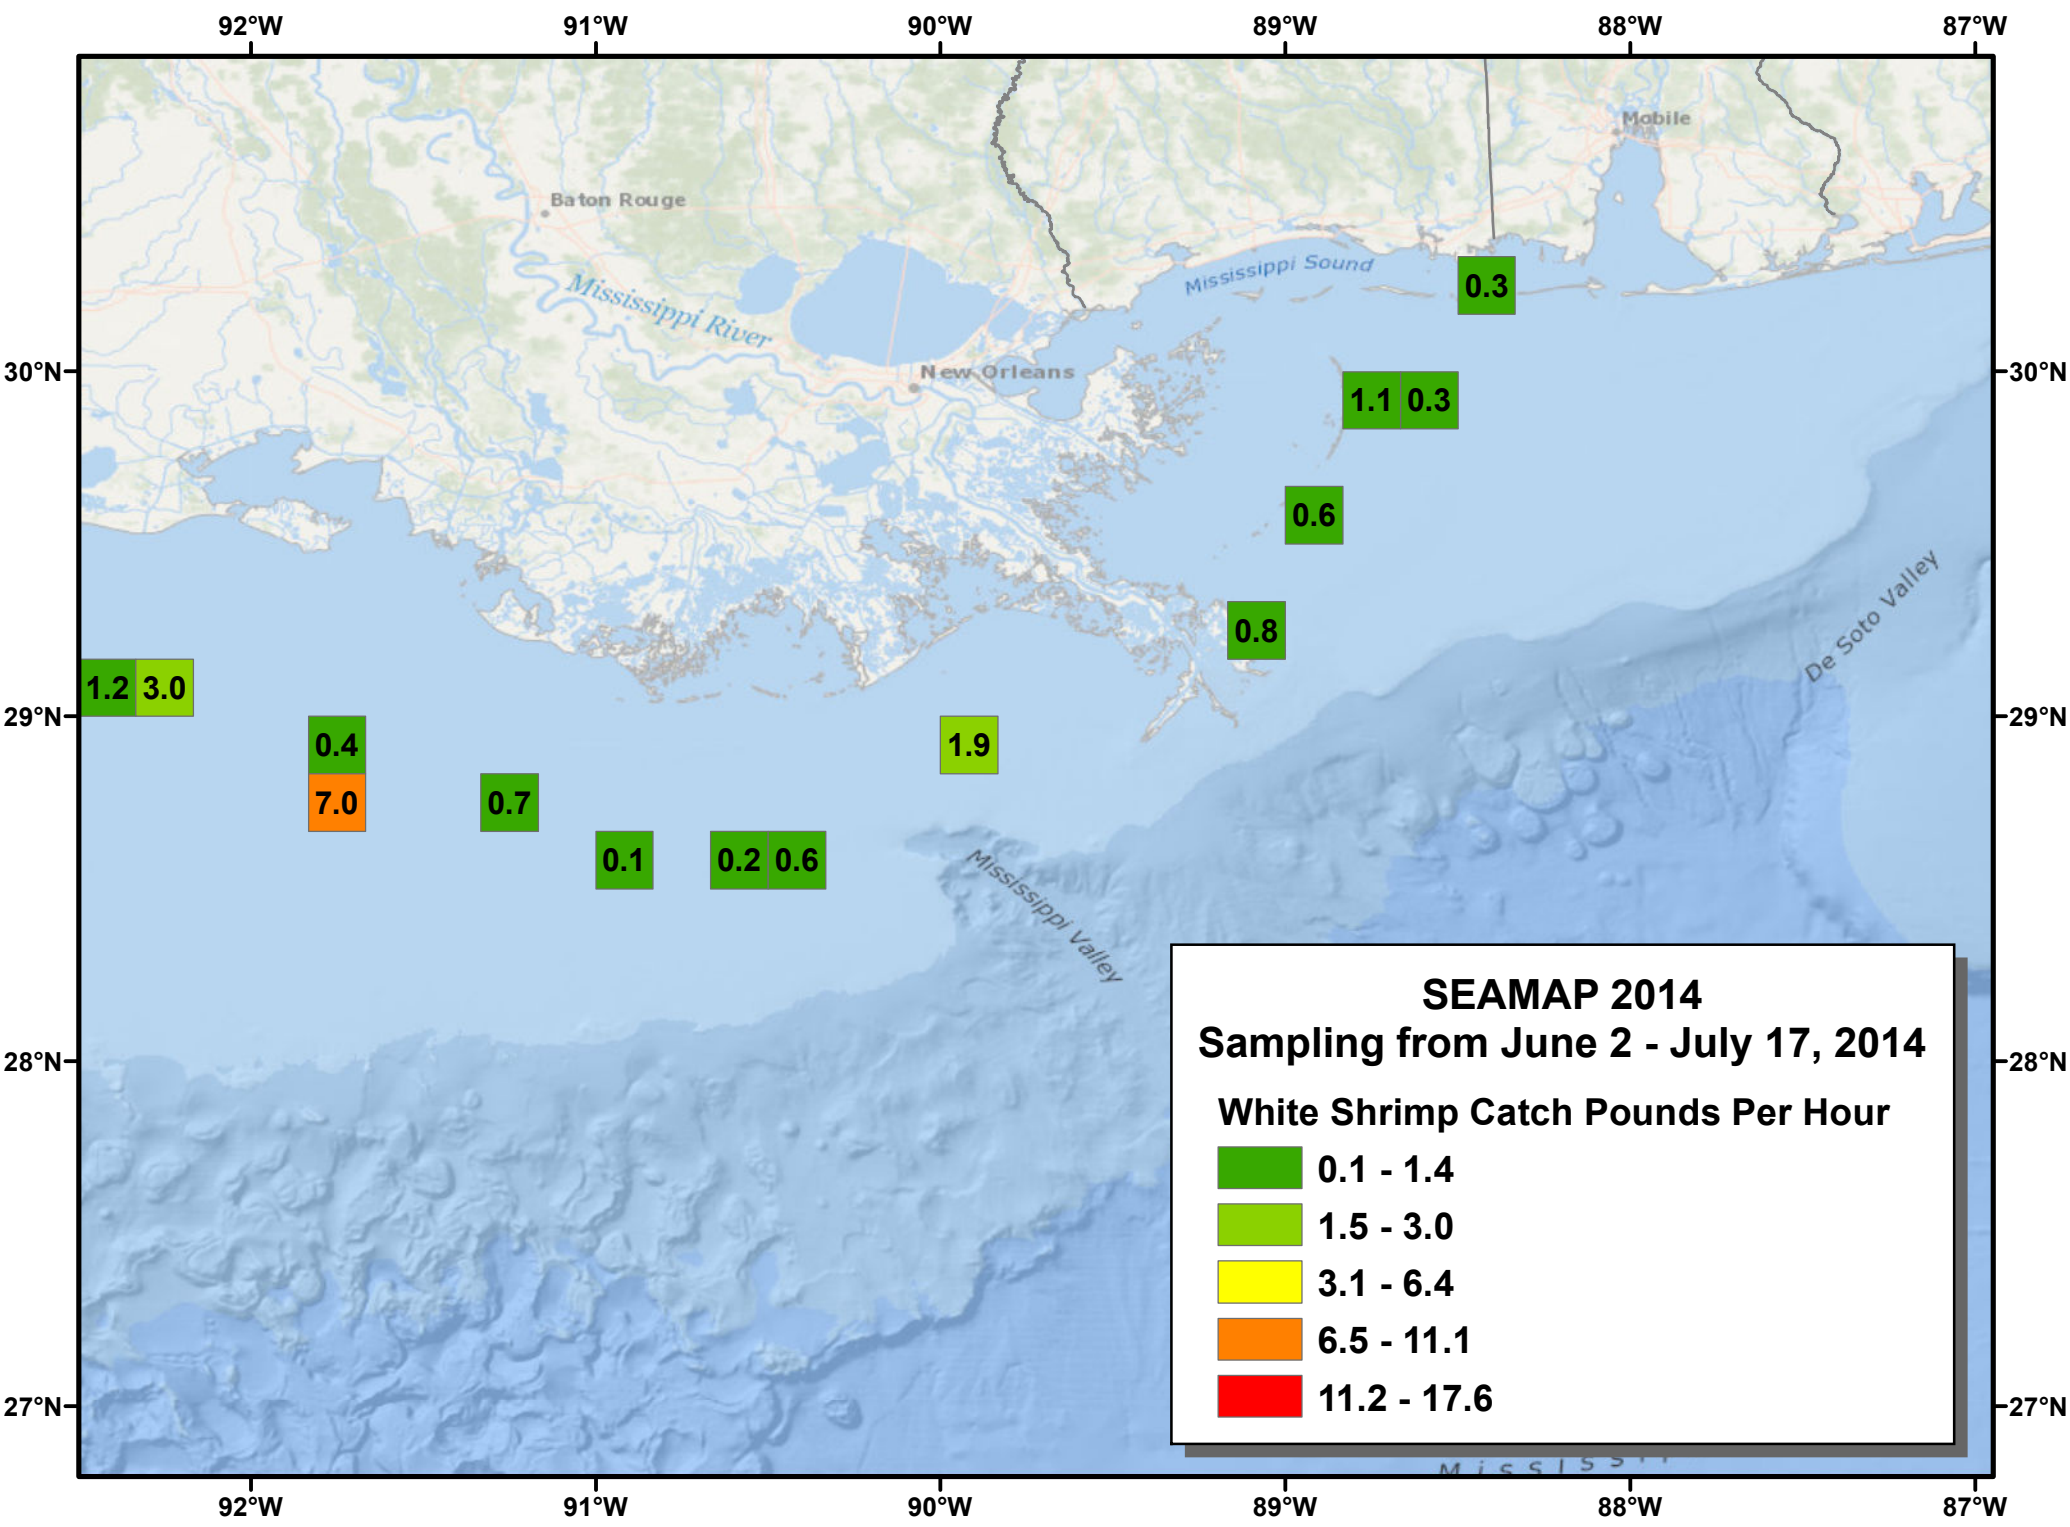 92°W 91°W 90°W 89°W 88°W 87°W
Mobile
Baton Rouge
Mississippi Sound
0.3
Mississippi River
30°N New Orleans 30°N
1.1 0.3
0.6
De Soto Valley
0.8
1.2 3.0
29°N 29°N
0.4 1.9
7.0 0.7
0.1 0.2 0.6
Mississippi Valley
SEAMAP 2014
Sampling from June 2 - July 17, 2014
28°N 28°N
White Shrimp Catch Pounds Per Hour
0.1 - 1.4
1.5 - 3.0
3.1 - 6.4
6.5 - 11.1
11.2 - 17.6
27°N 27°N
92°W 91°W 90°W 89°W 88°W 87°W